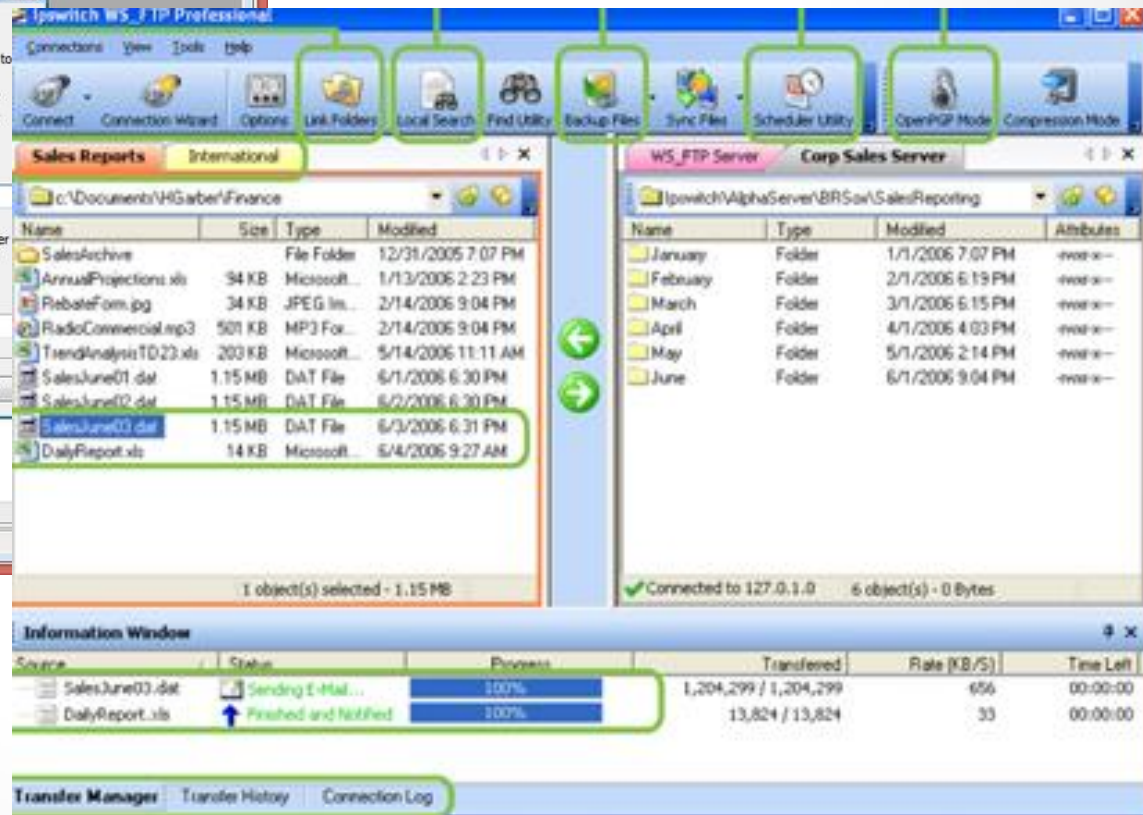 Ipswitch WS_FTP Professional
Connections View Tools Help
to
Connect Connection Wizard Options Link Folders Local Search Find Utility Backup Files Sync Files Scheduler Utility OpenPGP Mode Compression Mode
Sales Reports International
WS_FTP Server Corp Sales Server
c:\Documents\HGarber\Finance
Ipswitch\AlphaServer\BRSox\SalesReporting
Name Size Type Modified
Name Type Modified Attributes
SalesArchive File Folder 12/31/2005 7:07 PM
AnnualProjections.xls 94 KB Microsoft... 1/13/2006 2:23 PM
RebateForm.jpg 34 KB JPEG Im... 2/14/2006 9:04 PM
RadioCommercial.mp3 501 KB MP3 For... 2/14/2006 9:04 PM
TrendAnalysisTD23.xls 203 KB Microsoft... 5/14/2006 11:11 AM
SalesJune01.dat 1.15 MB DAT File 6/1/2006 6:30 PM
SalesJune02.dat 1.15 MB DAT File 6/2/2006 6:30 PM
SalesJune03.dat 1.15 MB DAT File 6/3/2006 6:31 PM
DailyReport.xls 14 KB Microsoft... 6/4/2006 9:27 AM
January Folder 1/1/2006 7:07 PM
February Folder 2/1/2006 6:19 PM
March Folder 3/1/2006 6:15 PM
April Folder 4/1/2006 4:03 PM
May Folder 5/1/2006 2:14 PM
June Folder 6/1/2006 9:04 PM
1 object(s) selected - 1.15 MB
Connected to 127.0.1.0 6 object(s) - 0 Bytes
Information Window
Source Status Progress Transferred Rate (KB/S) Time Left
SalesJune03.dat Sending E-Mail... 100% 1,204,299 / 1,204,299 656 00:00:00
DailyReport.xls Finished and Notified 100% 13,824 / 13,824 33 00:00:00
Transfer Manager Transfer History Connection Log